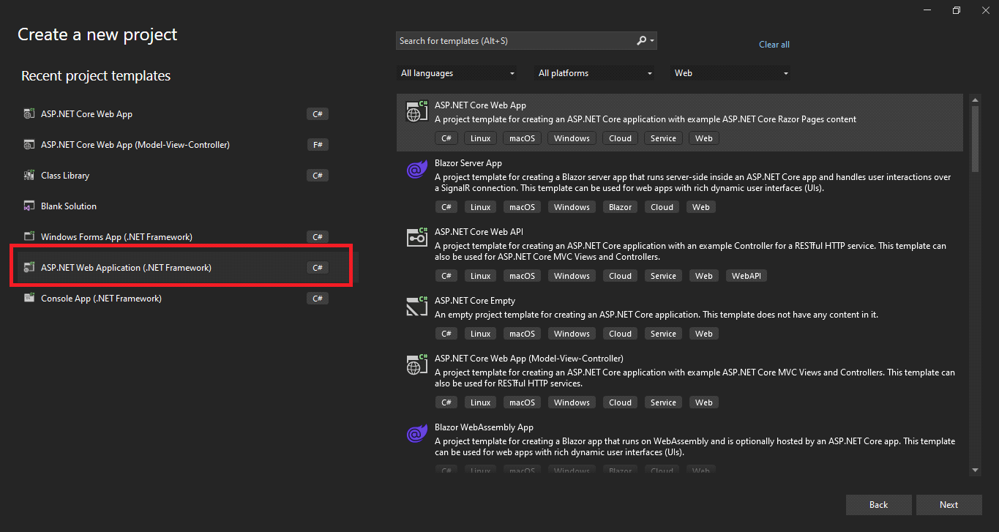 Create a new project
Recent project templates
ASP.NET Core Web App C#
ASP.NET Core Web App (Model-View-Controller) F#
Class Library C#
Blank Solution
Windows Forms App (.NET Framework) C#
ASP.NET Web Application (.NET Framework) C#
Console App (.NET Framework) C#
Search for templates (Alt+S)
Clear all
All languages All platforms Web
C#
ASP.NET Core Web App
A project template for creating an ASP.NET Core application with example ASP.NET Core Razor Pages content
C# Linux macOS Windows Cloud Service Web
Blazor Server App
A project template for creating a Blazor server app that runs server-side inside an ASP.NET Core app and handles user interactions over
a SignalR connection. This template can be used for web apps with rich dynamic user interfaces (UIs).
C# Linux macOS Windows Blazor Cloud Web
C#
ASP.NET Core Web API
A project template for creating an ASP.NET Core application with an example Controller for a RESTful HTTP service. This template can
also be used for ASP.NET Core MVC Views and Controllers.
C# Linux macOS Windows Cloud Service Web WebAPI
C#
ASP.NET Core Empty
An empty project template for creating an ASP.NET Core application. This template does not have any content in it.
C# Linux macOS Windows Cloud Service Web
C#
ASP.NET Core Web App (Model-View-Controller)
A project template for creating an ASP.NET Core application with example ASP.NET Core MVC Views and Controllers. This template can
also be used for RESTful HTTP services.
C# Linux macOS Windows Cloud Service Web
Blazor WebAssembly App
A project template for creating a Blazor app that runs on WebAssembly and is optionally hosted by an ASP.NET Core app. This template
can be used for web apps with rich dynamic user interfaces (UIs).
C# Linux macOS Windows Blazor Cloud Web
Back Next